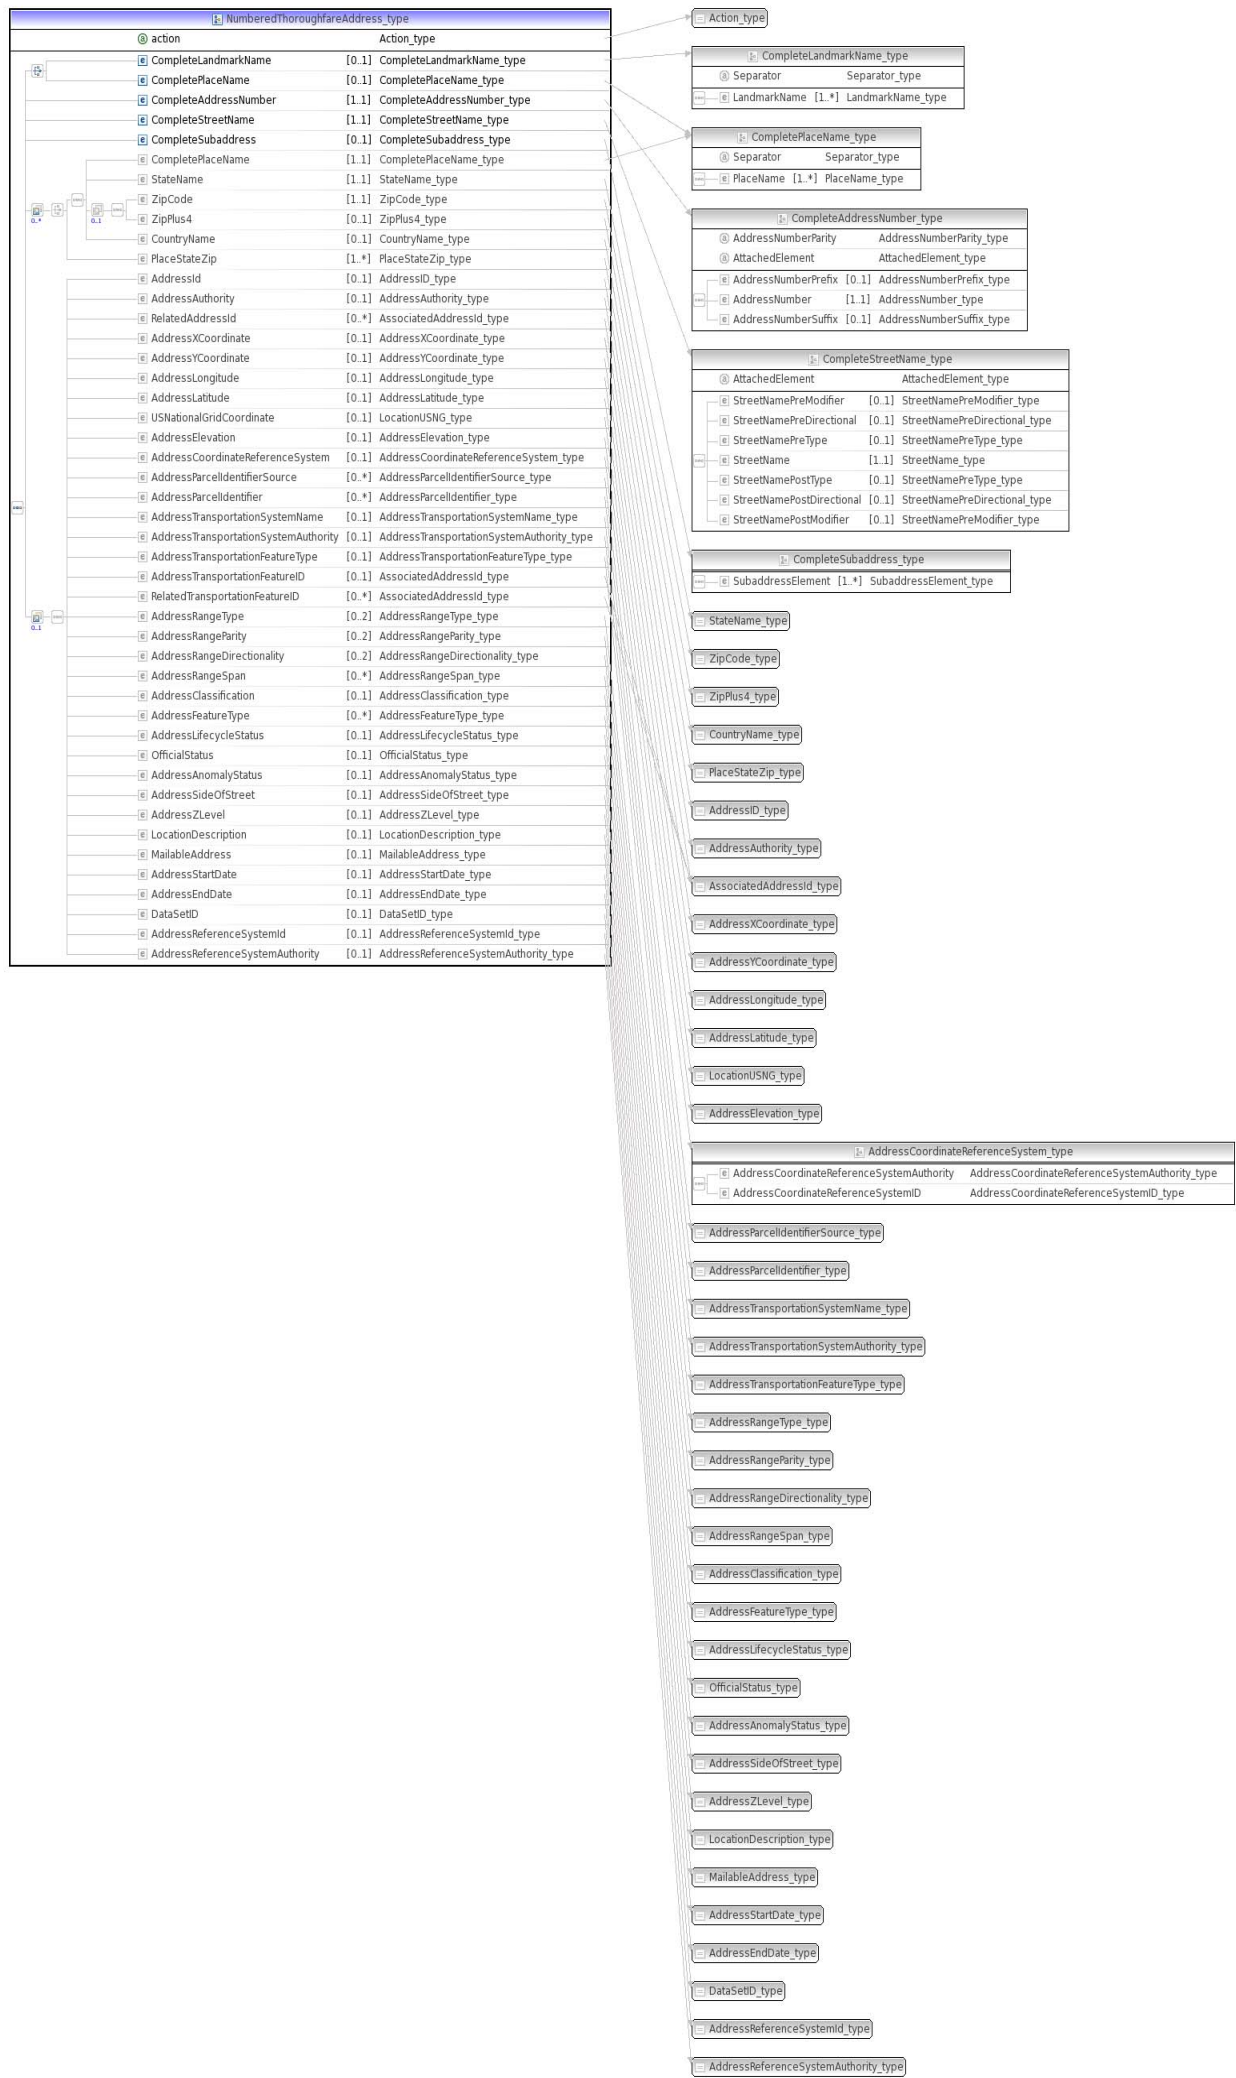 NumberedThoroughfareAddress_type
action Action_type
CompleteLandmarkName [0..1] CompleteLandmarkName_type
CompletePlaceName [0..1] CompletePlaceName_type
CompleteAddressNumber [1..1] CompleteAddressNumber_type
CompleteStreetName [1..1] CompleteStreetName_type
CompleteSubaddress [0..1] CompleteSubaddress_type
CompletePlaceName [1..1] CompletePlaceName_type
StateName [1..1] StateName_type
ZipCode [1..1] ZipCode_type
0..*
0..1
ZipPlus4 [0..1] ZipPlus4_type
CountryName [0..1] CountryName_type
PlaceStateZip [1..*] PlaceStateZip_type
AddressId [0..1] AddressID_type
AddressAuthority [0..1] AddressAuthority_type
RelatedAddressId [0..*] AssociatedAddressId_type
AddressXCoordinate [0..1] AddressXCoordinate_type
AddressYCoordinate [0..1] AddressYCoordinate_type
AddressLongitude [0..1] AddressLongitude_type
AddressLatitude [0..1] AddressLatitude_type
USNationalGridCoordinate [0..1] LocationUSNG_type
AddressElevation [0..1] AddressElevation_type
AddressCoordinateReferenceSystem [0..1] AddressCoordinateReferenceSystem_type
AddressParcelIdentifierSource [0..*] AddressParcelIdentifierSource_type
AddressParcelIdentifier [0..*] AddressParcelIdentifier_type
AddressTransportationSystemName [0..1] AddressTransportationSystemName_type
AddressTransportationSystemAuthority [0..1] AddressTransportationSystemAuthority_type
AddressTransportationFeatureType [0..1] AddressTransportationFeatureType_type
AddressTransportationFeatureID [0..1] AssociatedAddressId_type
RelatedTransportationFeatureID [0..*] AssociatedAddressId_type
AddressRangeType [0..2] AddressRangeType_type
0..1
AddressRangeParity [0..2] AddressRangeParity_type
AddressRangeDirectionality [0..2] AddressRangeDirectionality_type
AddressRangeSpan [0..*] AddressRangeSpan_type
AddressClassification [0..1] AddressClassification_type
AddressFeatureType [0..*] AddressFeatureType_type
AddressLifecycleStatus [0..1] AddressLifecycleStatus_type
OfficialStatus [0..1] OfficialStatus_type
AddressAnomalyStatus [0..1] AddressAnomalyStatus_type
AddressSideOfStreet [0..1] AddressSideOfStreet_type
AddressZLevel [0..1] AddressZLevel_type
LocationDescription [0..1] LocationDescription_type
MailableAddress [0..1] MailableAddress_type
AddressStartDate [0..1] AddressStartDate_type
AddressEndDate [0..1] AddressEndDate_type
DataSetID [0..1] DataSetID_type
AddressReferenceSystemId [0..1] AddressReferenceSystemId_type
AddressReferenceSystemAuthority [0..1] AddressReferenceSystemAuthority_type
Action_type
CompleteLandmarkName_type
Separator Separator_type
LandmarkName [1..*] LandmarkName_type
CompletePlaceName_type
Separator Separator_type
PlaceName [1..*] PlaceName_type
CompleteAddressNumber_type
AddressNumberParity AddressNumberParity_type
AttachedElement AttachedElement_type
AddressNumberPrefix [0..1] AddressNumberPrefix_type
AddressNumber [1..1] AddressNumber_type
AddressNumberSuffix [0..1] AddressNumberSuffix_type
CompleteStreetName_type
AttachedElement AttachedElement_type
StreetNamePreModifier [0..1] StreetNamePreModifier_type
StreetNamePreDirectional [0..1] StreetNamePreDirectional_type
StreetNamePreType [0..1] StreetNamePreType_type
StreetName [1..1] StreetName_type
StreetNamePostType [0..1] StreetNamePreType_type
StreetNamePostDirectional [0..1] StreetNamePreDirectional_type
StreetNamePostModifier [0..1] StreetNamePreModifier_type
CompleteSubaddress_type
SubaddressElement [1..*] SubaddressElement_type
StateName_type
ZipCode_type
ZipPlus4_type
CountryName_type
PlaceStateZip_type
AddressID_type
AddressAuthority_type
AssociatedAddressId_type
AddressXCoordinate_type
AddressYCoordinate_type
AddressLongitude_type
AddressLatitude_type
LocationUSNG_type
AddressElevation_type
AddressCoordinateReferenceSystem_type
AddressCoordinateReferenceSystemAuthority AddressCoordinateReferenceSystemAuthority_type
AddressCoordinateReferenceSystemID AddressCoordinateReferenceSystemID_type
AddressParcelIdentifierSource_type
AddressParcelIdentifier_type
AddressTransportationSystemName_type
AddressTransportationSystemAuthority_type
AddressTransportationFeatureType_type
AddressRangeType_type
AddressRangeParity_type
AddressRangeDirectionality_type
AddressRangeSpan_type
AddressClassification_type
AddressFeatureType_type
AddressLifecycleStatus_type
OfficialStatus_type
AddressAnomalyStatus_type
AddressSideOfStreet_type
AddressZLevel_type
LocationDescription_type
MailableAddress_type
AddressStartDate_type
AddressEndDate_type
DataSetID_type
AddressReferenceSystemId_type
AddressReferenceSystemAuthority_type